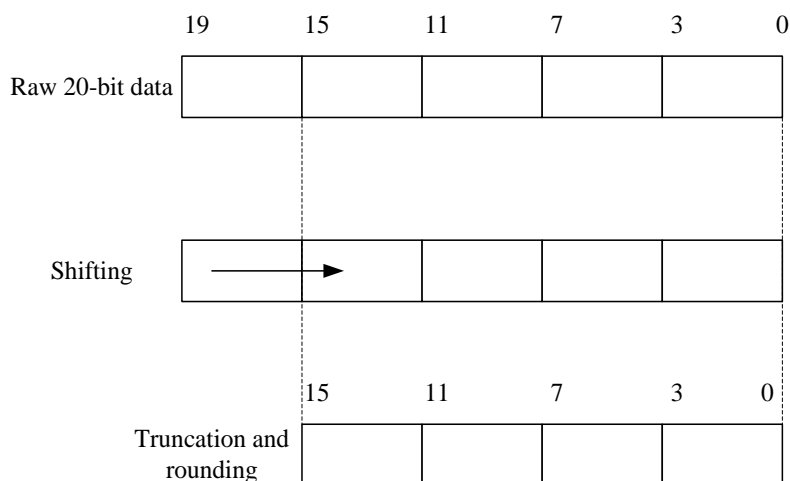 19 15 11 7 3 0
Raw 20-bit data
Shifting
15 11 7 3 0
Truncation and
rounding